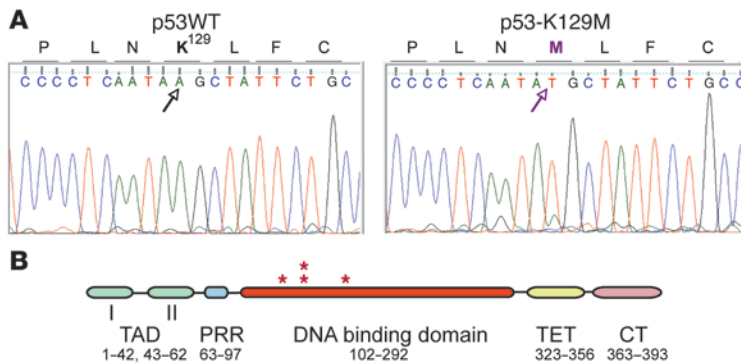 A
p53WT
P L N K129 L F C
C C C C T C A A T A A G C T A T T C T G C
p53-K129M
P L N M L F C
C C C C T C A A T A T G C T A T T C T G C C
B
* * * *
I II
TAD PRR DNA binding domain TET CT
1–42, 43–62 63–97 102–292 323–356 363–393